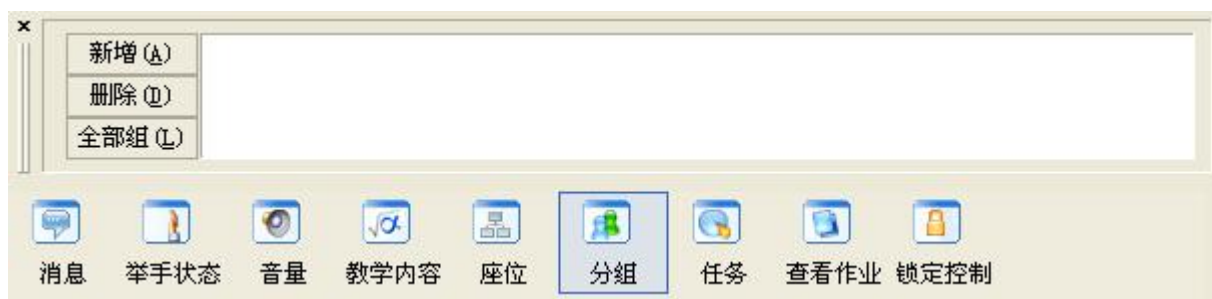 新增(A)
删除(D)
全部组(L)
消息 举手状态 音量 教学内容 座位 分组 任务 查看作业 锁定控制